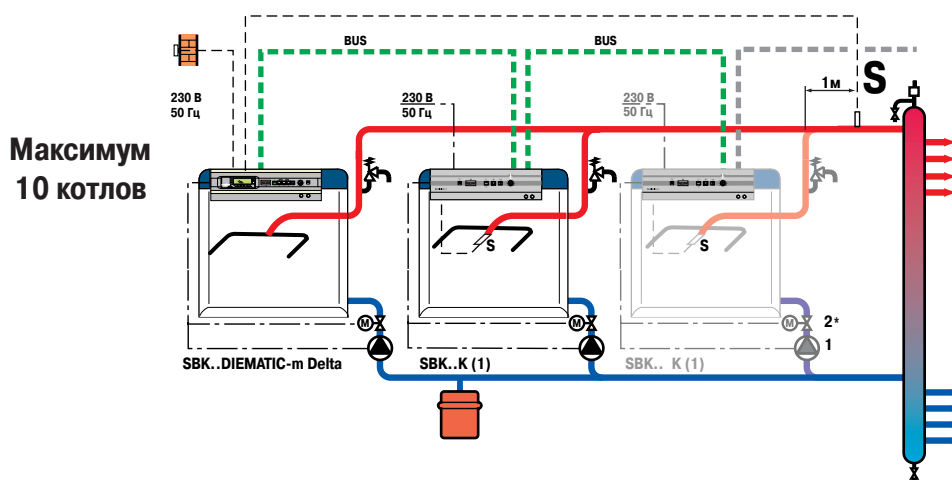 BUS
BUS
S
1м
230 В
50 Гц
230 В
50 Гц
230 В
50 Гц
Максимум
10 котлов
S
S
M
M
M
2*
1
SBK..DIEMATIC-m Delta
SBK..K (1)
SBK.. K (1)